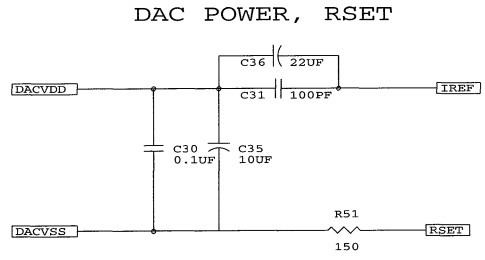 DAC POWER, RSET
C36 22UF
DACVDD
C31 100PF
IREF
C30
0.1UF
C35
10UF
R51
DACVSS
RSET
150